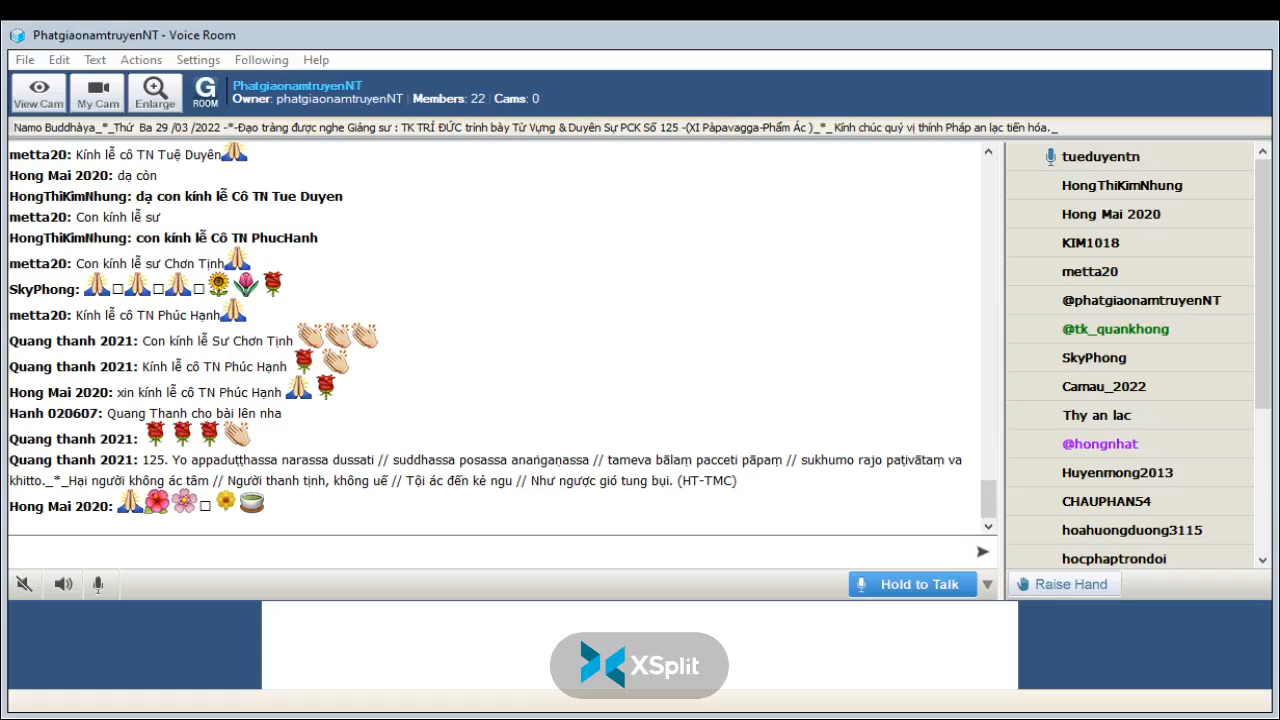 PhatgiaonamtruyenNT - Voice Room
File Edit Text Actions Settings Following Help
View Cam My Cam Enlarge G ROOM
PhatgiaonamtruyenNT
Owner: phatgiaonamtruyenNT | Members: 22 | Cams: 0
Namo Buddhàya_*_Thứ Ba 29 /03 /2022 -*-Đạo tràng được nghe Giảng sư : TK TRÍ ĐỨC trình bày Từ Vựng & Duyên Sự PCK Số 125 -(XI Pàpavagga-Phẩm Ác )_*_ Kính chúc quý vị thính Pháp an lạc tiến hóa._
metta20: Kính lễ cô TN Tuệ Duyên🙏
Hong Mai 2020: dạ còn
HongThiKimNhung: dạ con kính lễ Cô TN Tue Duyen
metta20: Con kính lễ sư
HongThiKimNhung: con kính lễ Cô TN PhucHanh
metta20: Con kính lễ sư Chơn Tịnh🙏
SkyPhong: 🙏□🙏□🙏□🌻🌷🌹
metta20: Kính lễ cô TN Phúc Hạnh🙏
Quang thanh 2021: Con kính lễ Sư Chơn Tịnh 👏👏👏
Quang thanh 2021: Kính lễ cô TN Phúc Hạnh 🌹👏
Hong Mai 2020: xin kính lễ cô TN Phúc Hạnh 🙏🌹
Hanh 020607: Quang Thanh cho bài lên nha
Quang thanh 2021: 🌹🌹🌹👏
Quang thanh 2021: 125. Yo appaduṭṭhassa narassa dussati // suddhassa posassa anaṅgaṇassa // tameva bālaṃ pacceti pāpaṃ // sukhumo rajo paṭivātaṃ va
khitto._*_Hại người không ác tâm // Người thanh tịnh, không uế // Tội ác đến kẻ ngu // Như ngược gió tung bụi. (HT-TMC)
Hong Mai 2020: 🙏🌺🌸□🌼🍵
tueduyentn
HongThiKimNhung
Hong Mai 2020
KIM1018
metta20
@phatgiaonamtruyenNT
@tk_quankhong
SkyPhong
Camau_2022
Thy an lac
@hongnhat
Huyenmong2013
CHAUPHAN54
hoahuongduong3115
hocphaptrondoi
Hold to Talk
Raise Hand
XSplit